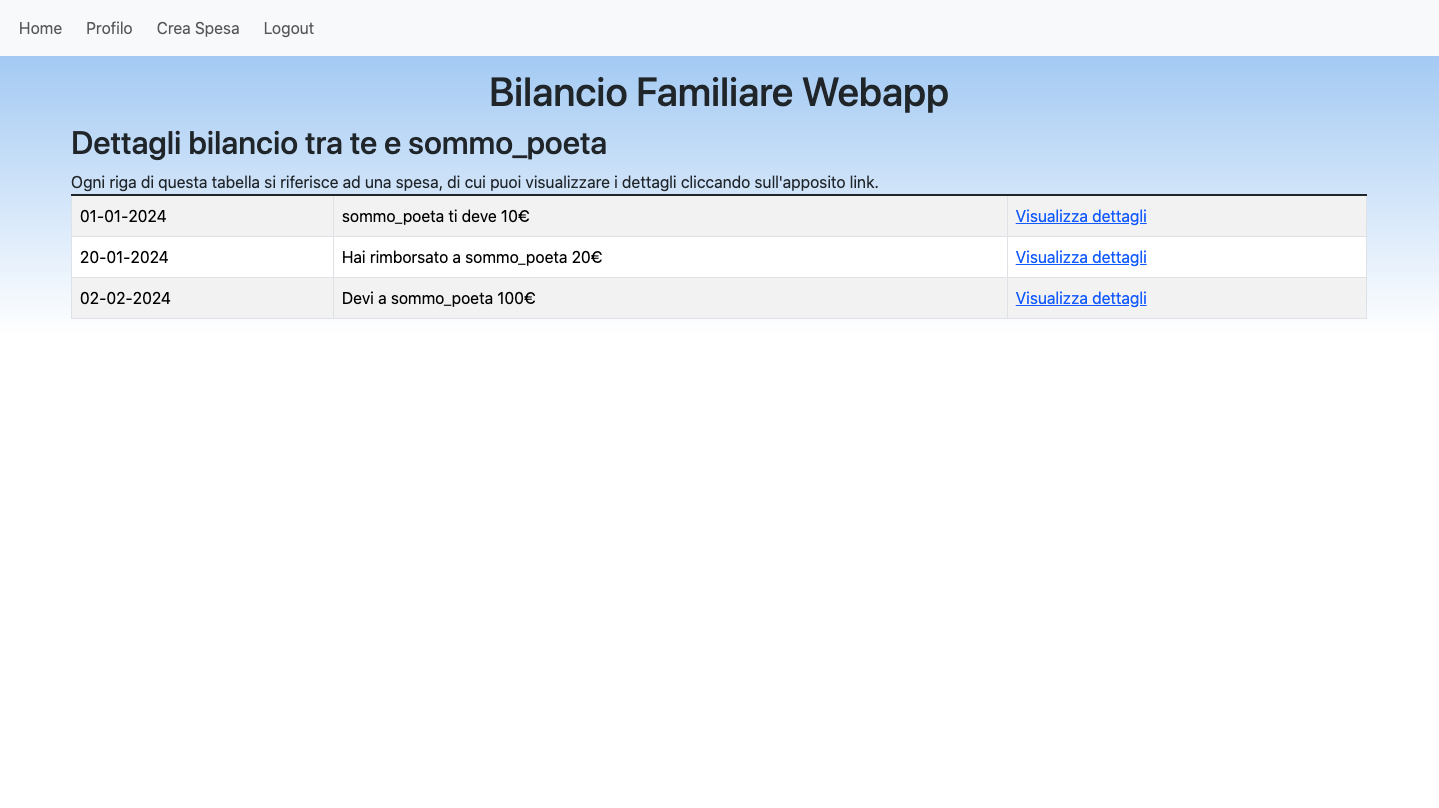 Home Profilo Crea Spesa Logout
Bilancio Familiare Webapp
Dettagli bilancio tra te e sommo_poeta
Ogni riga di questa tabella si riferisce ad una spesa, di cui puoi visualizzare i dettagli cliccando sull'apposito link.
01-01-2024 sommo_poeta ti deve 10€ Visualizza dettagli
20-01-2024 Hai rimborsato a sommo_poeta 20€ Visualizza dettagli
02-02-2024 Devi a sommo_poeta 100€ Visualizza dettagli